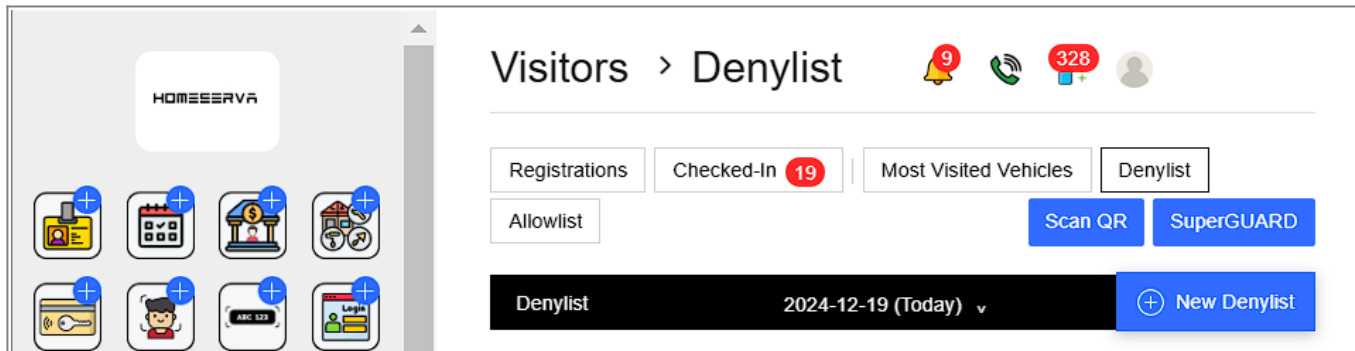 HOMESERVA
Visitors > Denylist
9
328
Registrations
Checked-In 19
Most Visited Vehicles
Denylist
Allowlist
Scan QR
SuperGUARD
ABC 123
Login
Denylist
2024-12-19 (Today) v
New Denylist